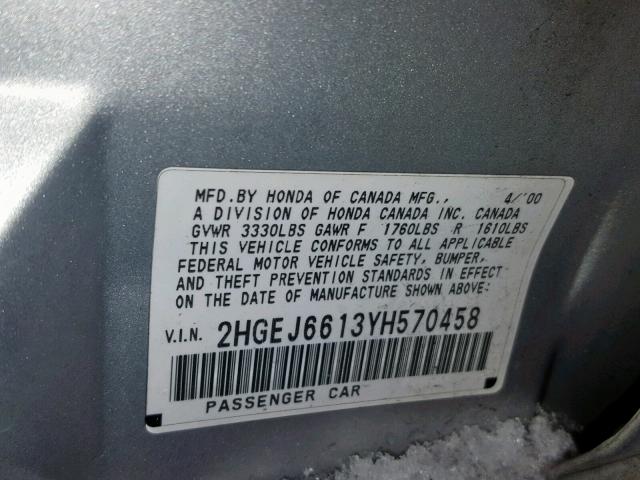 MFD. BY HONDA OF CANADA MFG., 4/'00
A DIVISION OF HONDA CANADA INC. CANADA
GVWR 3330LBS GAWR F 1760LBS R 1610LBS
THIS VEHICLE CONFORMS TO ALL APPLICABLE
FEDERAL MOTOR VEHICLE SAFETY, BUMPER,
AND THEFT PREVENTION STANDARDS IN EFFECT
ON THE DATE OF MANUFACTURE SHOWN ABOVE:
V.I.N. 2HGEJ6613YH570458
PASSENGER CAR